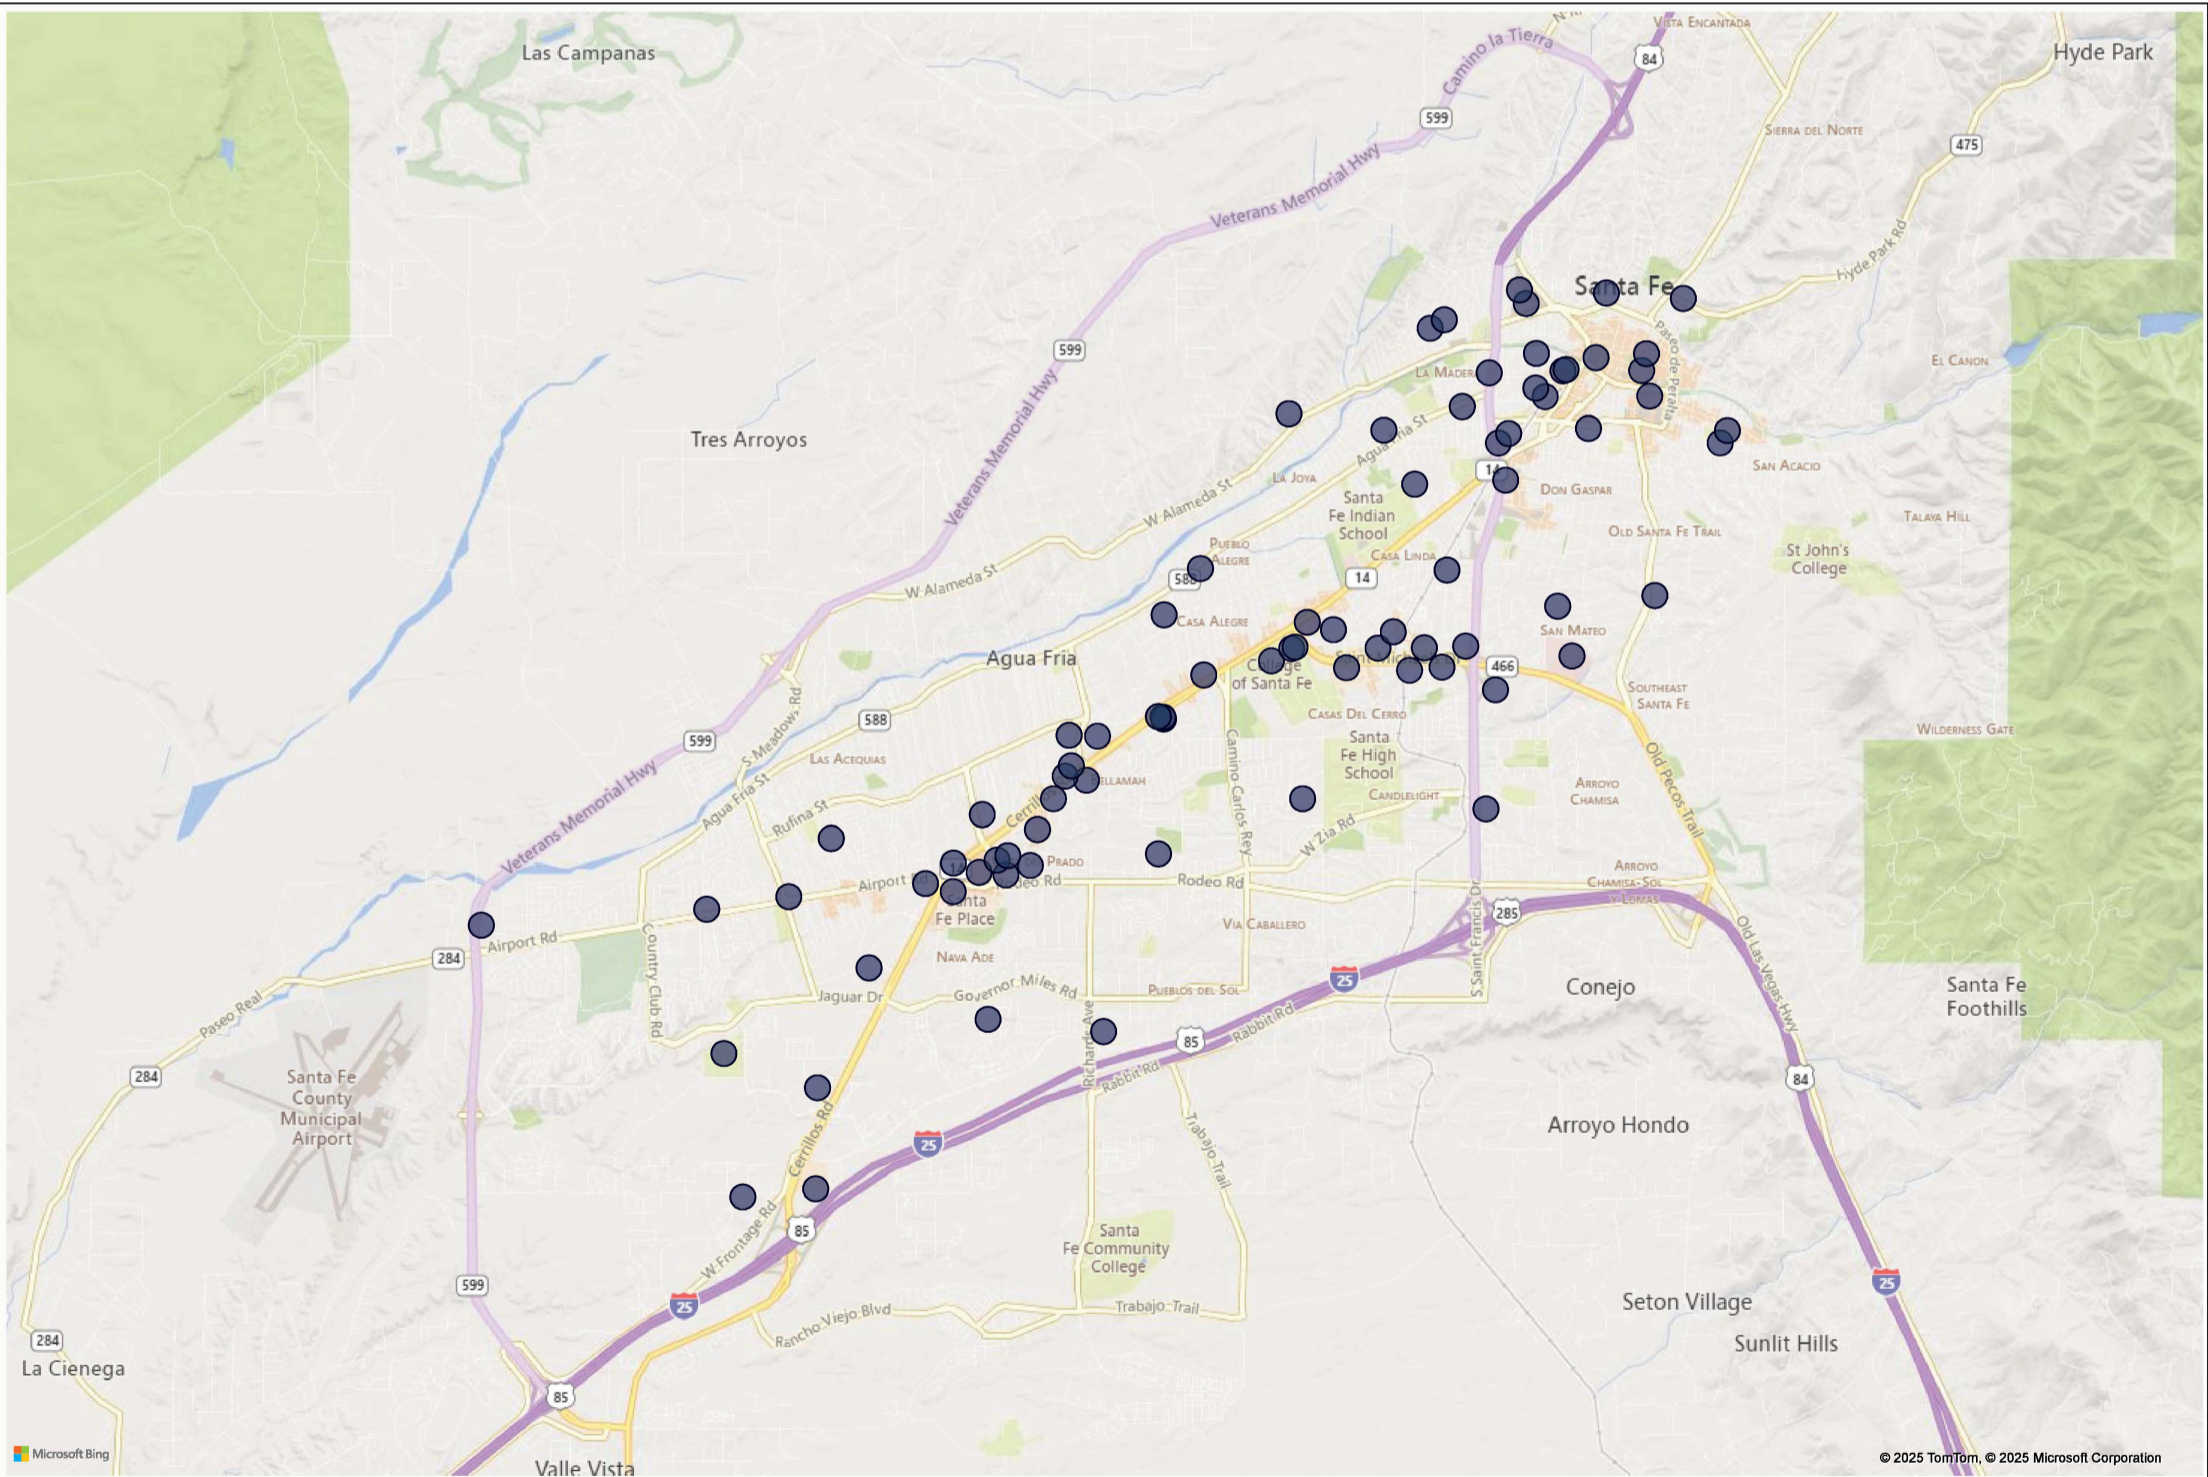 VISTA ENCANTADA
Las Campanas
Camino la Tierra
84
Hyde Park
599
SIERRA DEL NORTE
475
Veterans Memorial Hwy
Hyde Park Rd
Santa Fe
599
Paseo de Peralta
EL CANON
LA MADERA
Veterans Memorial Hwy
Tres Arroyos
Agua Fria St
LA JOYA
14
SAN ACACIO
W Alameda St
Santa
Fe Indian
School
DON GASPAR
TALAYA HILL
OLD SANTA FE TRAIL
PUEBLO
ALEGRE
CASA LINDA
St John's
College
W Alameda St
588
14
CASA ALEGRE
SAN MATEO
Agua Fria
College
of Santa Fe
466
SOUTHEAST
SANTA FE
588
CASAS DEL CERRO
599
S Meadows Rd
LAS ACEQUIAS
Camino Carlos Rey
Santa
Fe High
School
WILDERNESS GATE
Old Pecos Trail
Veterans Memorial Hwy
Agua Fria St
Rufina St
CANDLELIGHT
ARROYO
CHAMISA
W Zia Rd
PRADO
ARROYO
CHAMISA-SOL
Y LOMAS
Airport Rd
Rodeo Rd
Santa
Fe Place
VIA CABALLERO
285
Airport Rd
284
Country Club Rd
NAVA ADE
S Saint Francis Dr
Old Las Vegas Hwy
25
Jaguar Dr
Governor Miles Rd
PUEBLOS DEL SOL
Conejo
Santa Fe
Foothills
Paseo Real
Richards Ave
85
Rabbit Rd
Rabbit Rd
284
Santa Fe
County
Municipal
Airport
84
Cerrillos Rd
25
Trabajo Trail
Arroyo Hondo
85
W Frontage Rd
Santa
Fe Community
College
599
25
25
Rancho Viejo Blvd
Trabajo Trail
Seton Village
284
Sunlit Hills
La Cienega
85
Microsoft Bing
Valle Vista
© 2025 TomTom, © 2025 Microsoft Corporation